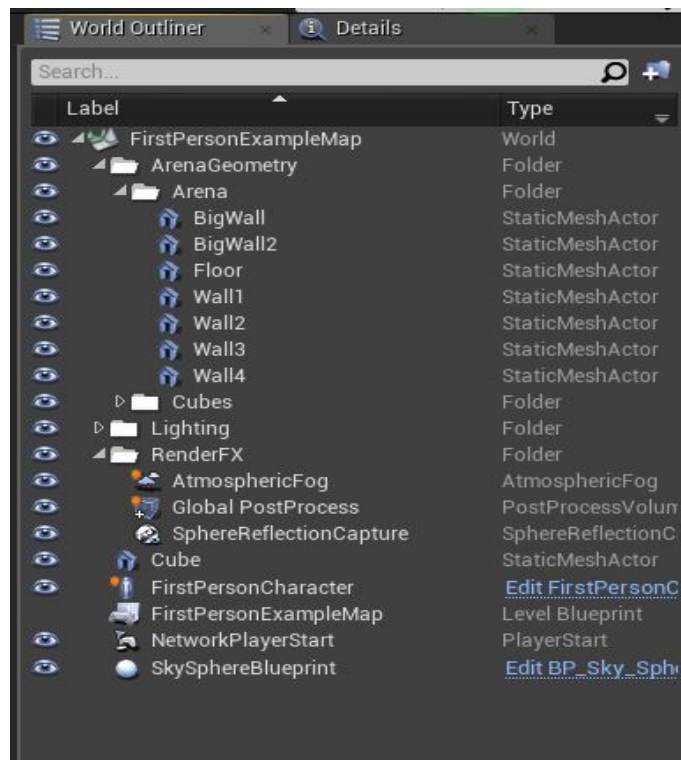 World Outliner Details
Search...
Label Type
FirstPersonExampleMap World
ArenaGeometry Folder
Arena Folder
BigWall StaticMeshActor
BigWall2 StaticMeshActor
Floor StaticMeshActor
Wall1 StaticMeshActor
Wall2 StaticMeshActor
Wall3 StaticMeshActor
Wall4 StaticMeshActor
Cubes Folder
Lighting Folder
RenderFX Folder
AtmosphericFog AtmosphericFog
Global PostProcess PostProcessVolum
SphereReflectionCapture SphereReflectionC
Cube StaticMeshActor
FirstPersonCharacter Edit FirstPersonC
FirstPersonExampleMap Level Blueprint
NetworkPlayerStart PlayerStart
SkySphereBlueprint Edit BP_Sky_Sph